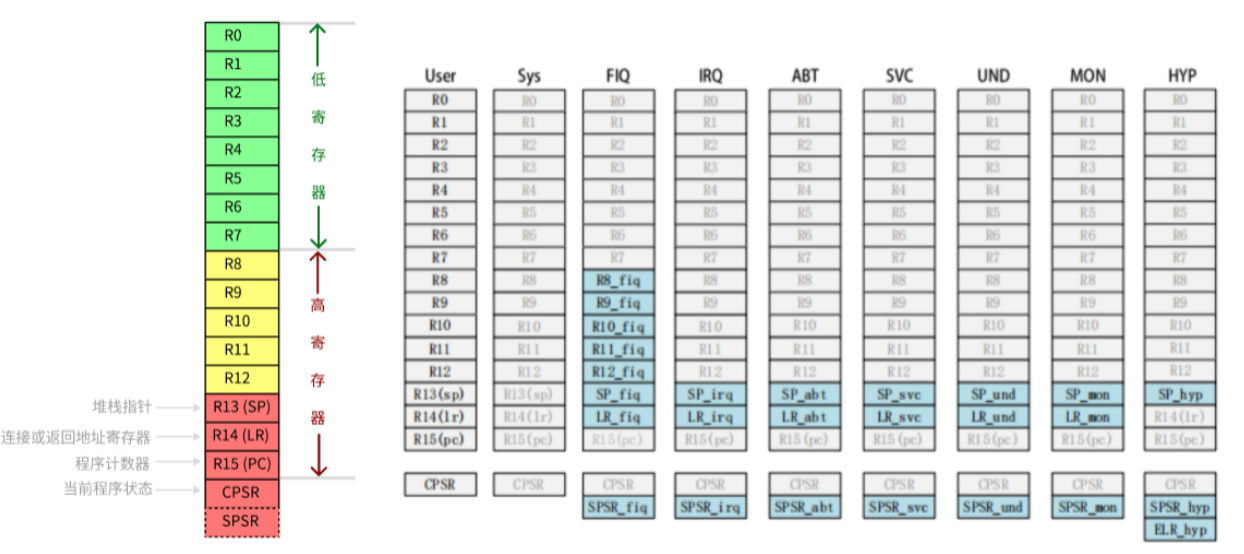 R0
R1
R2
R3
R4
R5
R6
R7
R8
R9
R10
R11
R12
R13 (SP)
R14 (LR)
R15 (PC)
CPSR
SPSR
低寄存器
高寄存器
堆栈指针
连接或返回地址寄存器
程序计数器
当前程序状态
User Sys FIQ IRQ ABT SVC UND MON HYP
R0 R0 R0 R0 R0 R0 R0 R0 R0
R1 R1 R1 R1 R1 R1 R1 R1 R1
R2 R2 R2 R2 R2 R2 R2 R2 R2
R3 R3 R3 R3 R3 R3 R3 R3 R3
R4 R4 R4 R4 R4 R4 R4 R4 R4
R5 R5 R5 R5 R5 R5 R5 R5 R5
R6 R6 R6 R6 R6 R6 R6 R6 R6
R7 R7 R7 R7 R7 R7 R7 R7 R7
R8 R8 R8_fiq R8 R8 R8 R8 R8 R8
R9 R9 R9_fiq R9 R9 R9 R9 R9 R9
R10 R10 R10_fiq R10 R10 R10 R10 R10 R10
R11 R11 R11_fiq R11 R11 R11 R11 R11 R11
R12 R12 R12_fiq R12 R12 R12 R12 R12 R12
R13(sp) R13(sp) SP_fiq SP_irq SP_abt SP_svc SP_und SP_mon SP_hyp
R14(lr) R14(lr) LR_fiq LR_irq LR_abt LR_svc LR_und LR_mon R14(lr)
R15(pc) R15(pc) R15(pc) R15(pc) R15(pc) R15(pc) R15(pc) R15(pc) R15(pc)
CPSR CPSR CPSR CPSR CPSR CPSR CPSR CPSR CPSR
SPSR_fiq SPSR_irq SPSR_abt SPSR_svc SPSR_und SPSR_mon SPSR_hyp
ELR_hyp